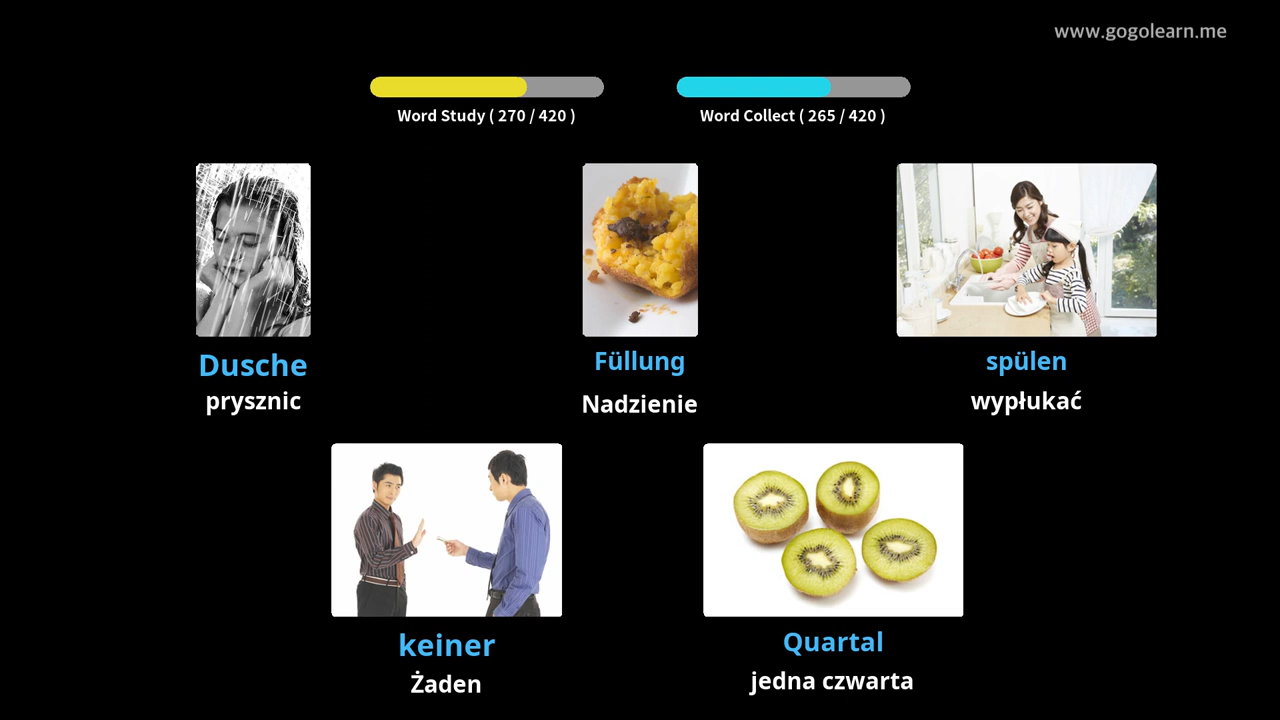 www.gogolearn.me
Word Study ( 270 / 420 )
Word Collect ( 265 / 420 )
Dusche
prysznic
Füllung
Nadzienie
spülen
wypłukać
keiner
Żaden
Quartal
jedna czwarta